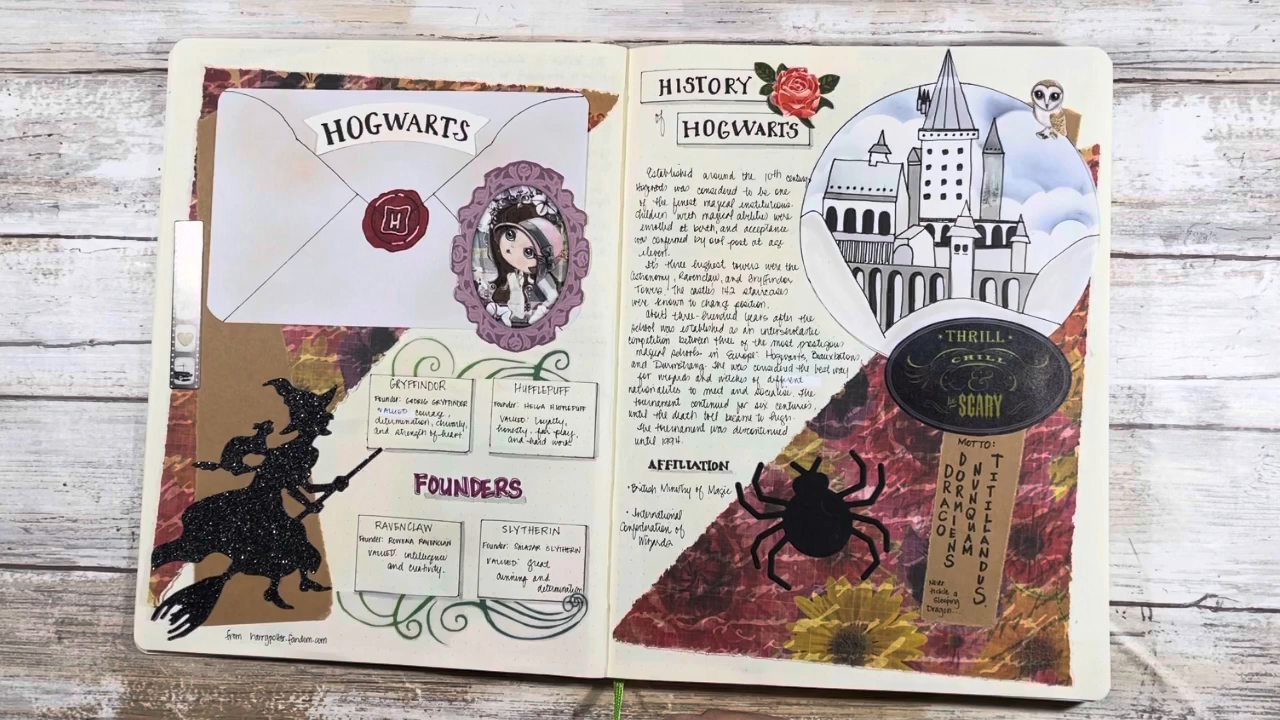 HOGWARTS
H
GRYFFINDOR
FOUNDER: GODRIC GRYFFINDOR
VALUED: courage,
determination, chivalry,
and strength of heart.
HUFFLEPUFF
FOUNDER: HELGA HUFFLEPUFF
VALUED: Loyalty,
honesty, fair play,
and hard work
FOUNDERS
RAVENCLAW
FOUNDER: ROWENA RAVENCLAW
VALUED: intelligence
and creativity.
SLYTHERIN
FOUNDER: SALAZAR SLYTHERIN
VALUED: great
cunning and
determination
from harrypotter.fandom.com
HISTORY
of
HOGWARTS
Established around the 10th century
Hogwarts was considered to be one
of the finest magical institutions.
children with magical abilities were
enrolled at birth, and acceptance
was confirmed by owl post at age
eleven.
It's three highest towers were the
Astronomy, Ravenclaw, and Gryffindor
Towers. The castles 142 staircases
were known to change position.
About three-hundred years after the
school was established as an interscholastic
competition between three of the most prestigious
magical schools in Europe: Hogwarts, Beauxbatons,
and Durmstrang. It was considered the best way
for wizards and witches of different
nationalities to meet and socialise. The
tournament continued for six centuries,
until the death toll became to high.
The tournament was discontinued
until 1994.
AFFILIATION
• British Ministry of Magic
• International
Confederation of
Wizards
THRILL
CHILL
&
be SCARY
MOTTO:
DRACO
DORMIENS
NUNQUAM
TITILLANDUS.
Never
tickle a
Sleeping
Dragon...